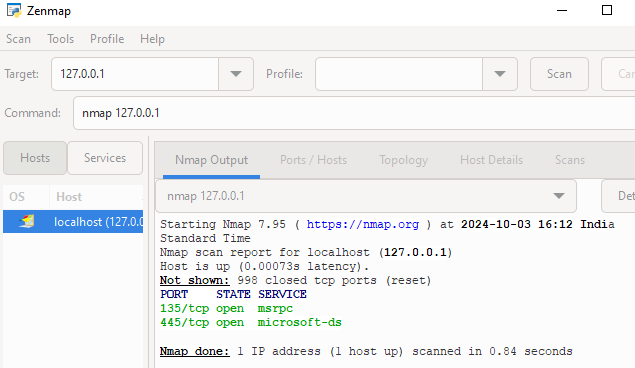 Zenmap
Scan Tools Profile Help
Target: 127.0.0.1 Profile: Scan
Command: nmap 127.0.0.1
Hosts Services
Nmap Output Ports / Hosts Topology Host Details Scans
OS Host
nmap 127.0.0.1
localhost (127.0.0
Starting Nmap 7.95 ( https://nmap.org ) at 2024-10-03 16:12 India
Standard Time
Nmap scan report for localhost (127.0.0.1)
Host is up (0.00073s latency).
Not shown: 998 closed tcp ports (reset)
PORT STATE SERVICE
135/tcp open msrpc
445/tcp open microsoft-ds
Nmap done: 1 IP address (1 host up) scanned in 0.84 seconds